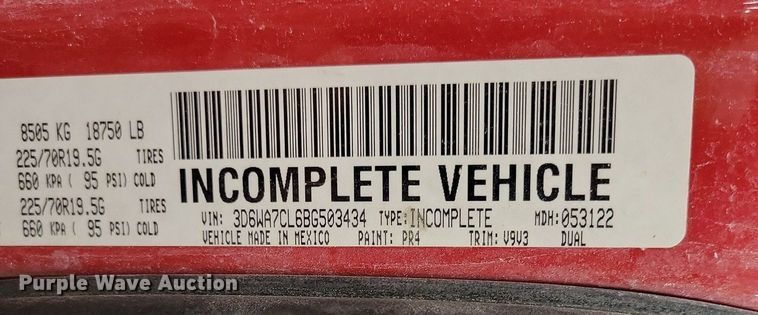 8505 KG 18750 LB
225/70R19.5G TIRES
660 KPA ( 95 PSI) COLD
225/70R19.5G TIRES
660 KPA ( 95 PSI) COLD
INCOMPLETE VEHICLE
VIN: 3D6WA7CL6BG503434 TYPE: INCOMPLETE MDH: 053122
VEHICLE MADE IN MEXICO PAINT: PR4 TRIM: V9V3 DUAL
Purple Wave Auction